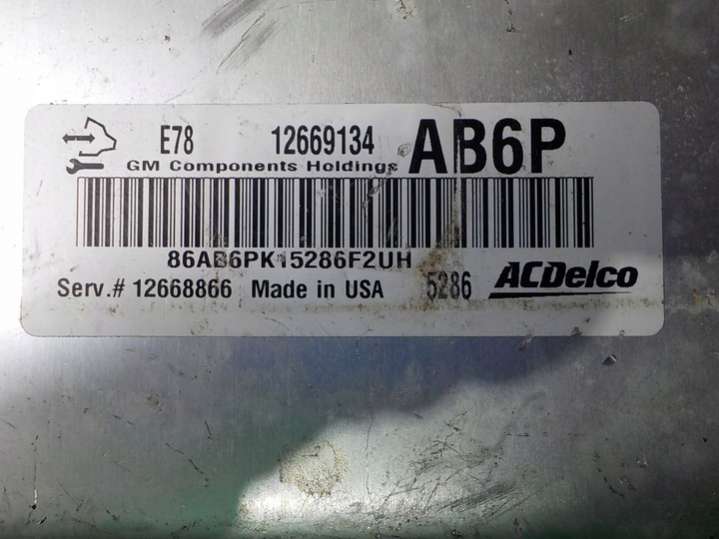 E78 12669134 AB6P
GM Components Holdings
86AB6PK15286F2UH
Serv.# 12668866 Made in USA 5286 ACDelco